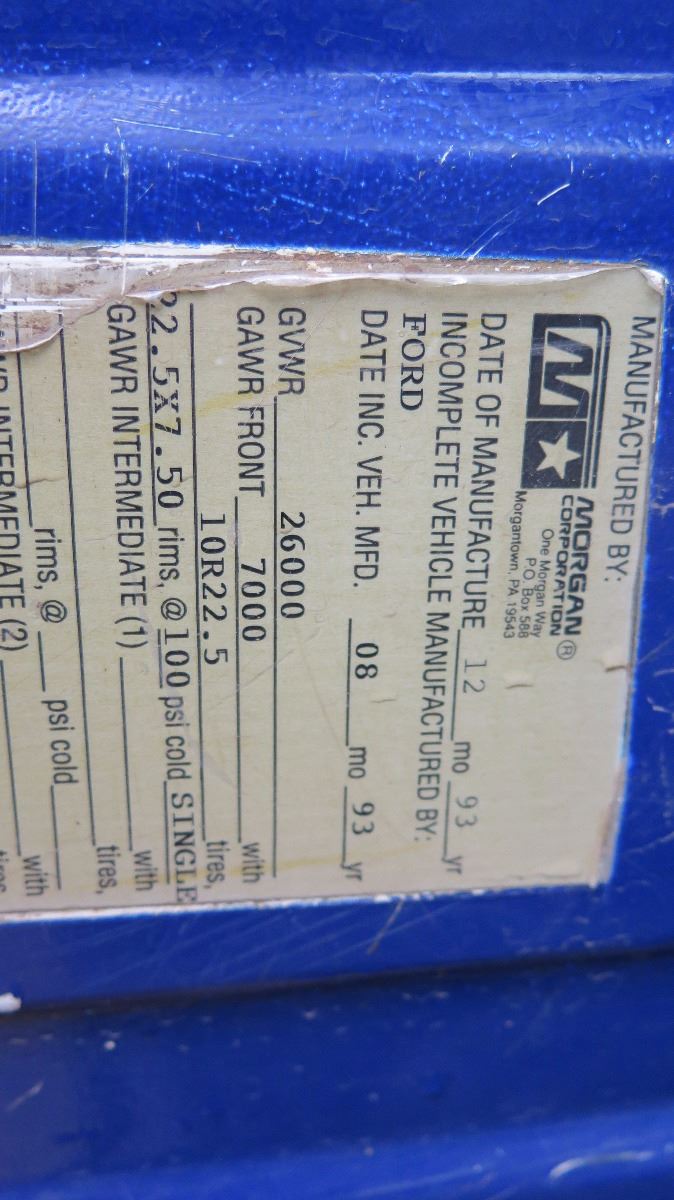 MANUFACTURED BY:
MORGAN ®
CORPORATION
One Morgan Way
P.O. Box 588
Morgantown, PA 19543
DATE OF MANUFACTURE 12 mo 93 yr
INCOMPLETE VEHICLE MANUFACTURED BY:
FORD
DATE INC. VEH. MFD. 08 mo 93 yr
GVWR 26000
GAWR FRONT 7000 with
10R22.5 tires,
22.5X7.50 rims, @ 100 psi cold SINGLE
GAWR INTERMEDIATE (1) with
tires,
rims, @ psi cold
INTERMEDIATE (2) with